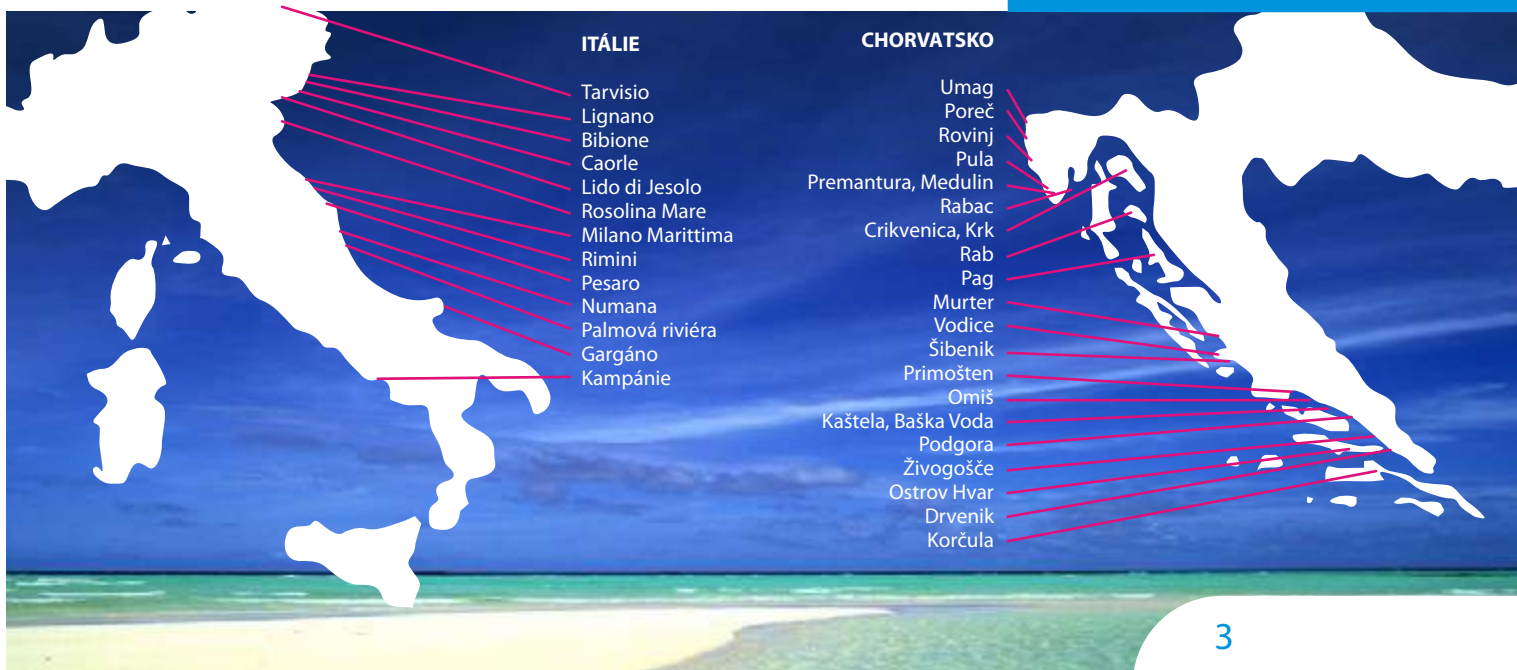 ITÁLIE
Tarvisio
Lignano
Bibione
Caorle
Lido di Jesolo
Rosolina Mare
Milano Marittima
Rimini
Pesaro
Numana
Palmová riviéra
Gargáno
Kampánie
CHORVATSKO
Umag
Poreč
Rovinj
Pula
Premantura, Medulin
Rabac
Crikvenica, Krk
Rab
Pag
Murter
Vodice
Šibenik
Primošten
Omiš
Kaštela, Baška Voda
Podgora
Živogošče
Ostrov Hvar
Drvenik
Korčula
3